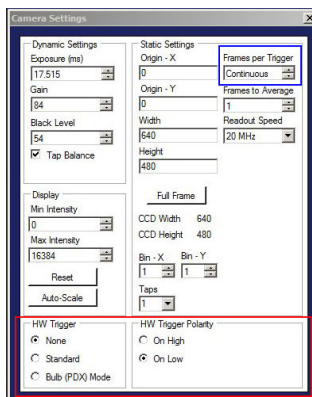 Camera Settings
Dynamic Settings
Exposure (ms)
17.515
Gain
84
Black Level
54
Tap Balance
Static Settings
Origin - X
0
Origin - Y
0
Width
640
Height
480
Frames per Trigger
Continuous
Frames to Average
1
Readout Speed
20 MHz
Full Frame
CCD Width 640
CCD Height 480
Bin - X Bin - Y
1 1
Taps
1
Display
Min Intensity
0
Max Intensity
16384
Reset
Auto-Scale
HW Trigger
None
Standard
Bulb (PDX) Mode
HW Trigger Polarity
On High
On Low